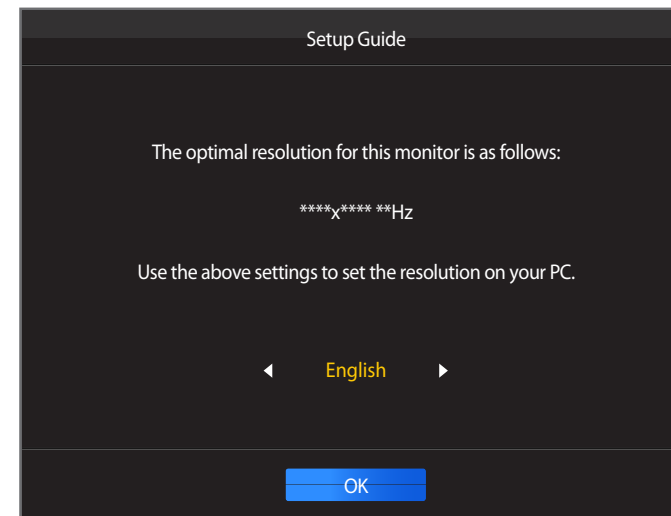 Setup Guide
The optimal resolution for this monitor is as follows:
****x**** **Hz
Use the above settings to set the resolution on your PC.
English
OK